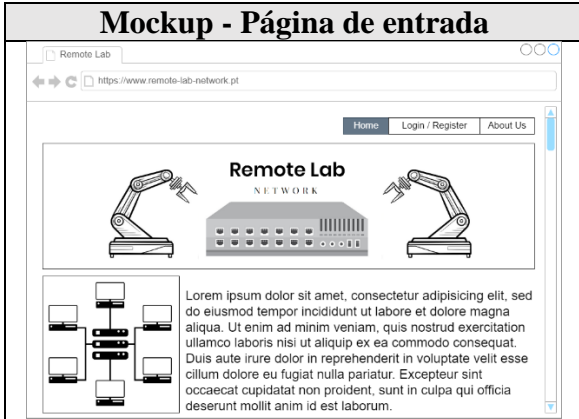 Mockup - Página de entrada
Remote Lab
https://www.remote-lab-network.pt
Home Login / Register About Us
Remote Lab
NETWORK
Lorem ipsum dolor sit amet, consectetur adipisicing elit, sed
do eiusmod tempor incididunt ut labore et dolore magna
aliqua. Ut enim ad minim veniam, quis nostrud exercitation
ullamco laboris nisi ut aliquip ex ea commodo consequat.
Duis aute irure dolor in reprehenderit in voluptate velit esse
cillum dolore eu fugiat nulla pariatur. Excepteur sint
occaecat cupidatat non proident, sunt in culpa qui officia
deserunt mollit anim id est laborum.